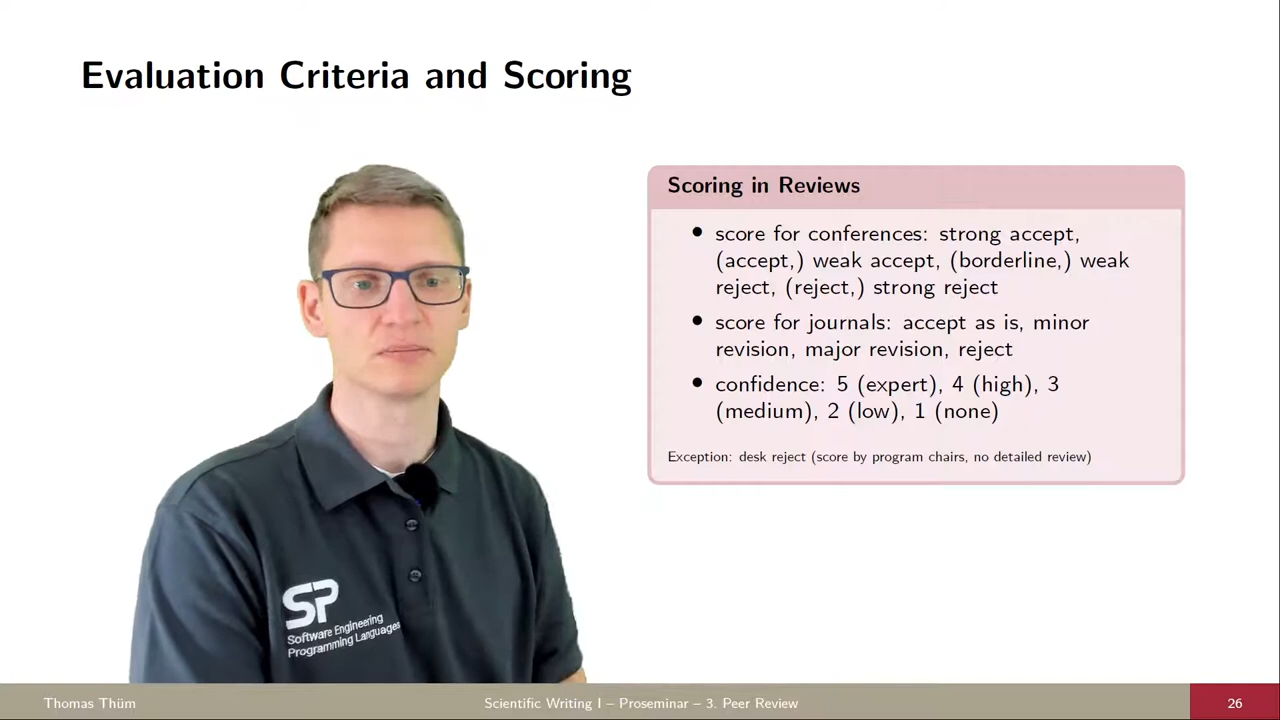 Evaluation Criteria and Scoring
Scoring in Reviews
• score for conferences: strong accept,
(accept,) weak accept, (borderline,) weak
reject, (reject,) strong reject
• score for journals: accept as is, minor
revision, major revision, reject
• confidence: 5 (expert), 4 (high), 3
(medium), 2 (low), 1 (none)
Exception: desk reject (score by program chairs, no detailed review)
SP
Software Engineering
Programming Languages
Thomas Thüm
Scientific Writing I – Proseminar – 3. Peer Review
26